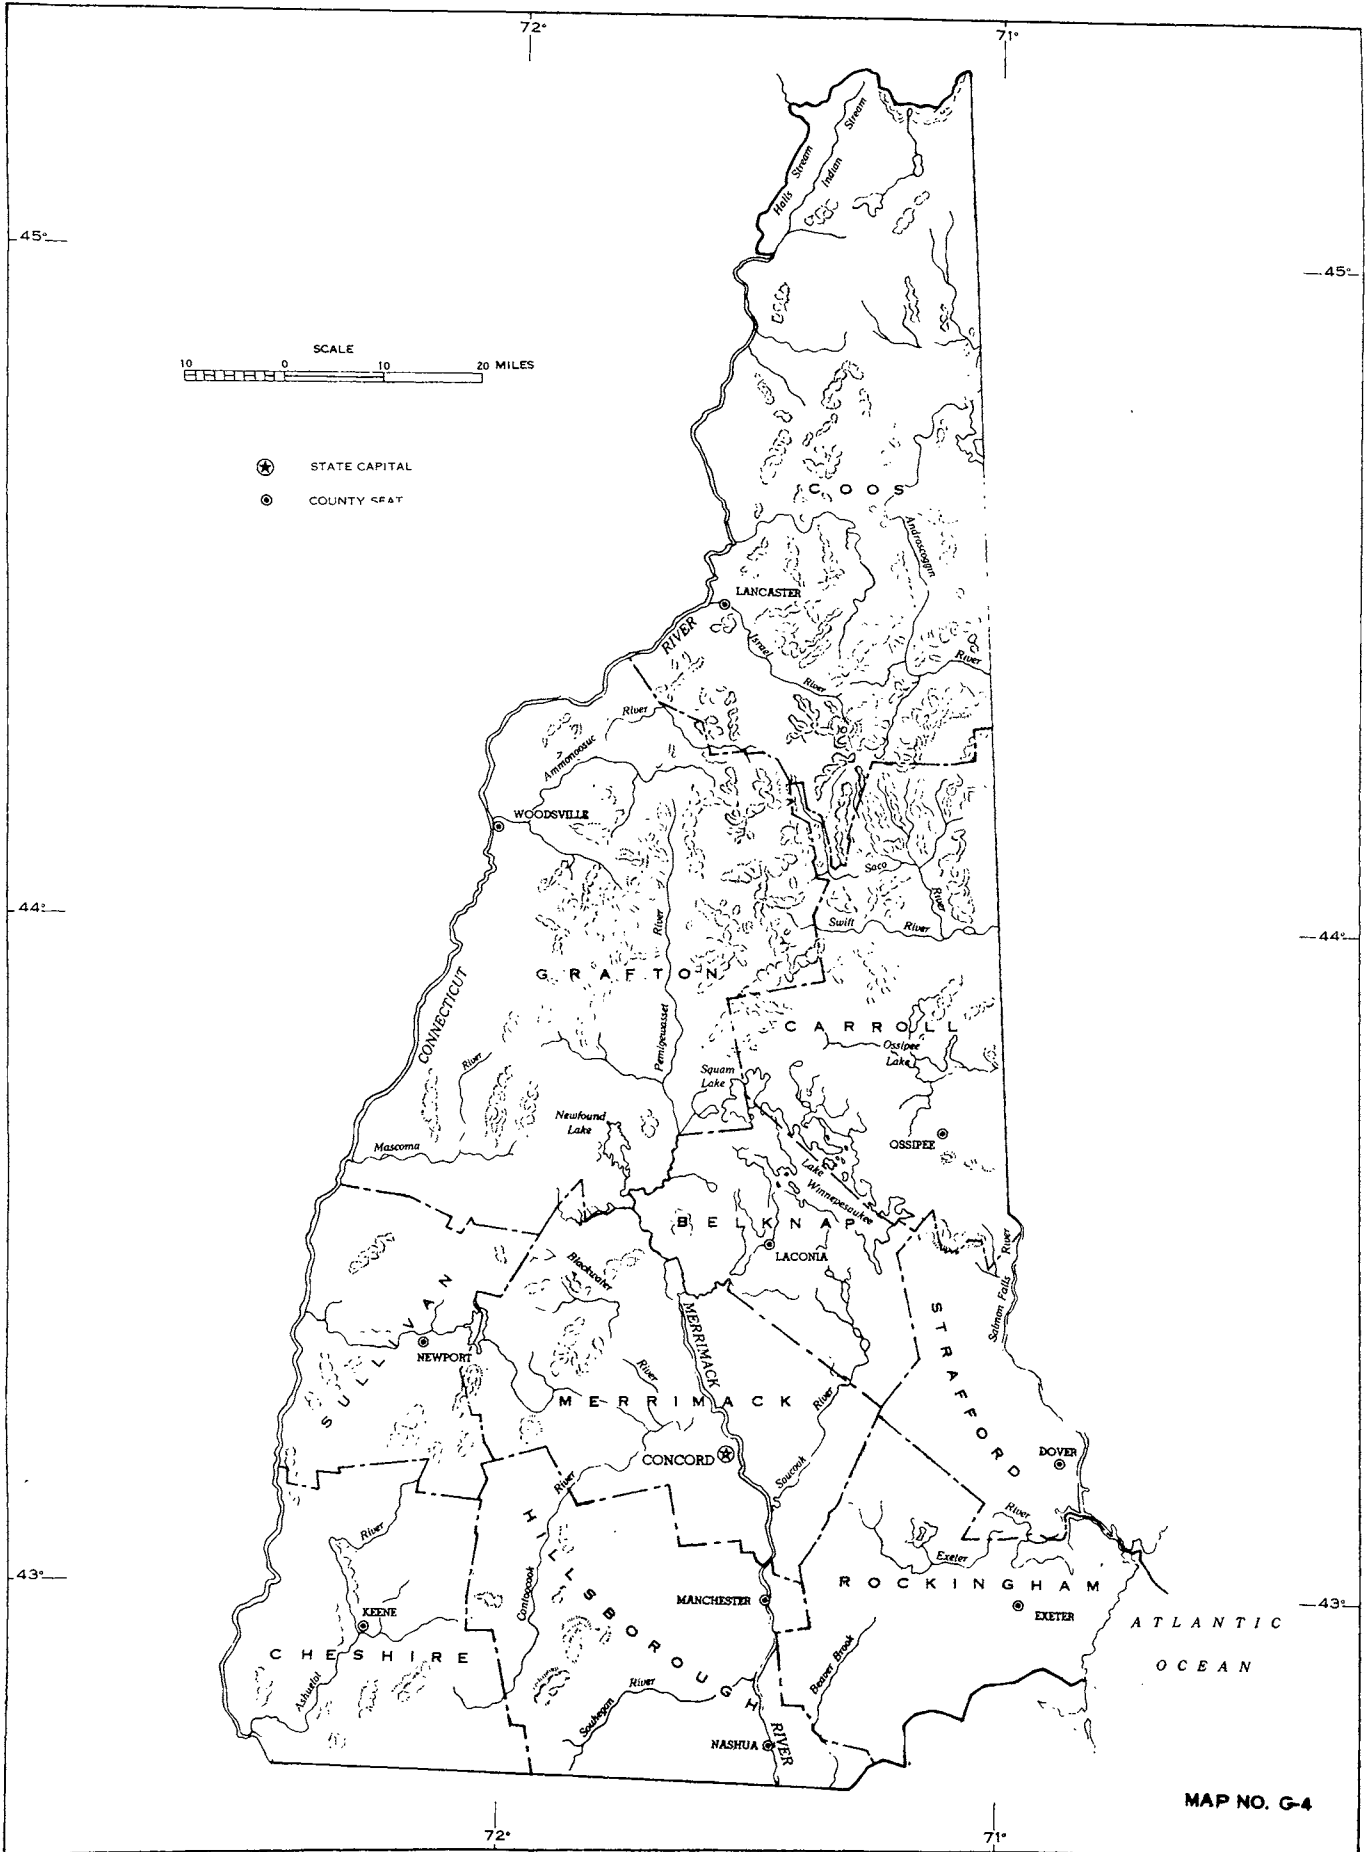 72°
71°
Halls Stream
Indian Stream
45°
45°
SCALE
10 0 10 20 MILES
STATE CAPITAL
COUNTY SEAT
COOS
Androscoggin
River
LANCASTER
Israel
River
RIVER
River
Ammonoosuc
WOODSVILLE
Saco
River
44°
44°
Swift River
River
GRAFTON
CONNECTICUT
Pemigewasset
CARROLL
Ossipee
Lake
River
Squam
Lake
Newfound
Lake
OSSIPEE
Mascoma
Lake
Winnepesaukee
BELKNAP
LACONIA
River
Salmon Falls
Blackwater
SULLIVAN
MERRIMACK
STRAFFORD
NEWPORT
River
MERRIMACK
River
CONCORD
DOVER
River
Soucook
HILLSBOROUGH
River
River
Exeter
43°
43°
ROCKINGHAM
Contoocook
MANCHESTER
EXETER
KEENE
ATLANTIC
OCEAN
CHESHIRE
Beaver Brook
River
Ashuelot
Souhegan
NASHUA
RIVER
MAP NO. G-4
72°
71°